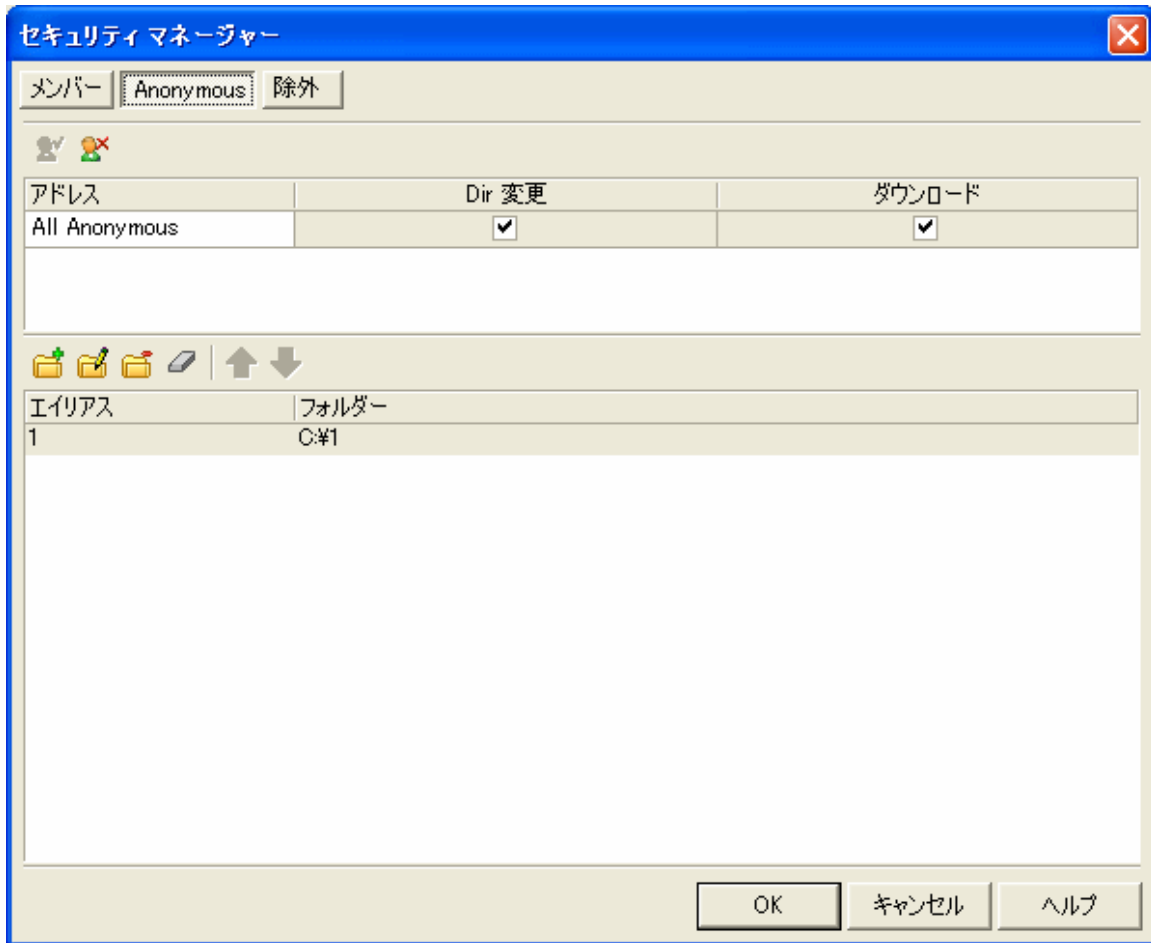 セキュリティ マネージャー
メンバー Anonymous 除外
アドレス Dir 変更 ダウンロード
All Anonymous
エイリアス フォルダー
1 C:¥1
OK キャンセル ヘルプ